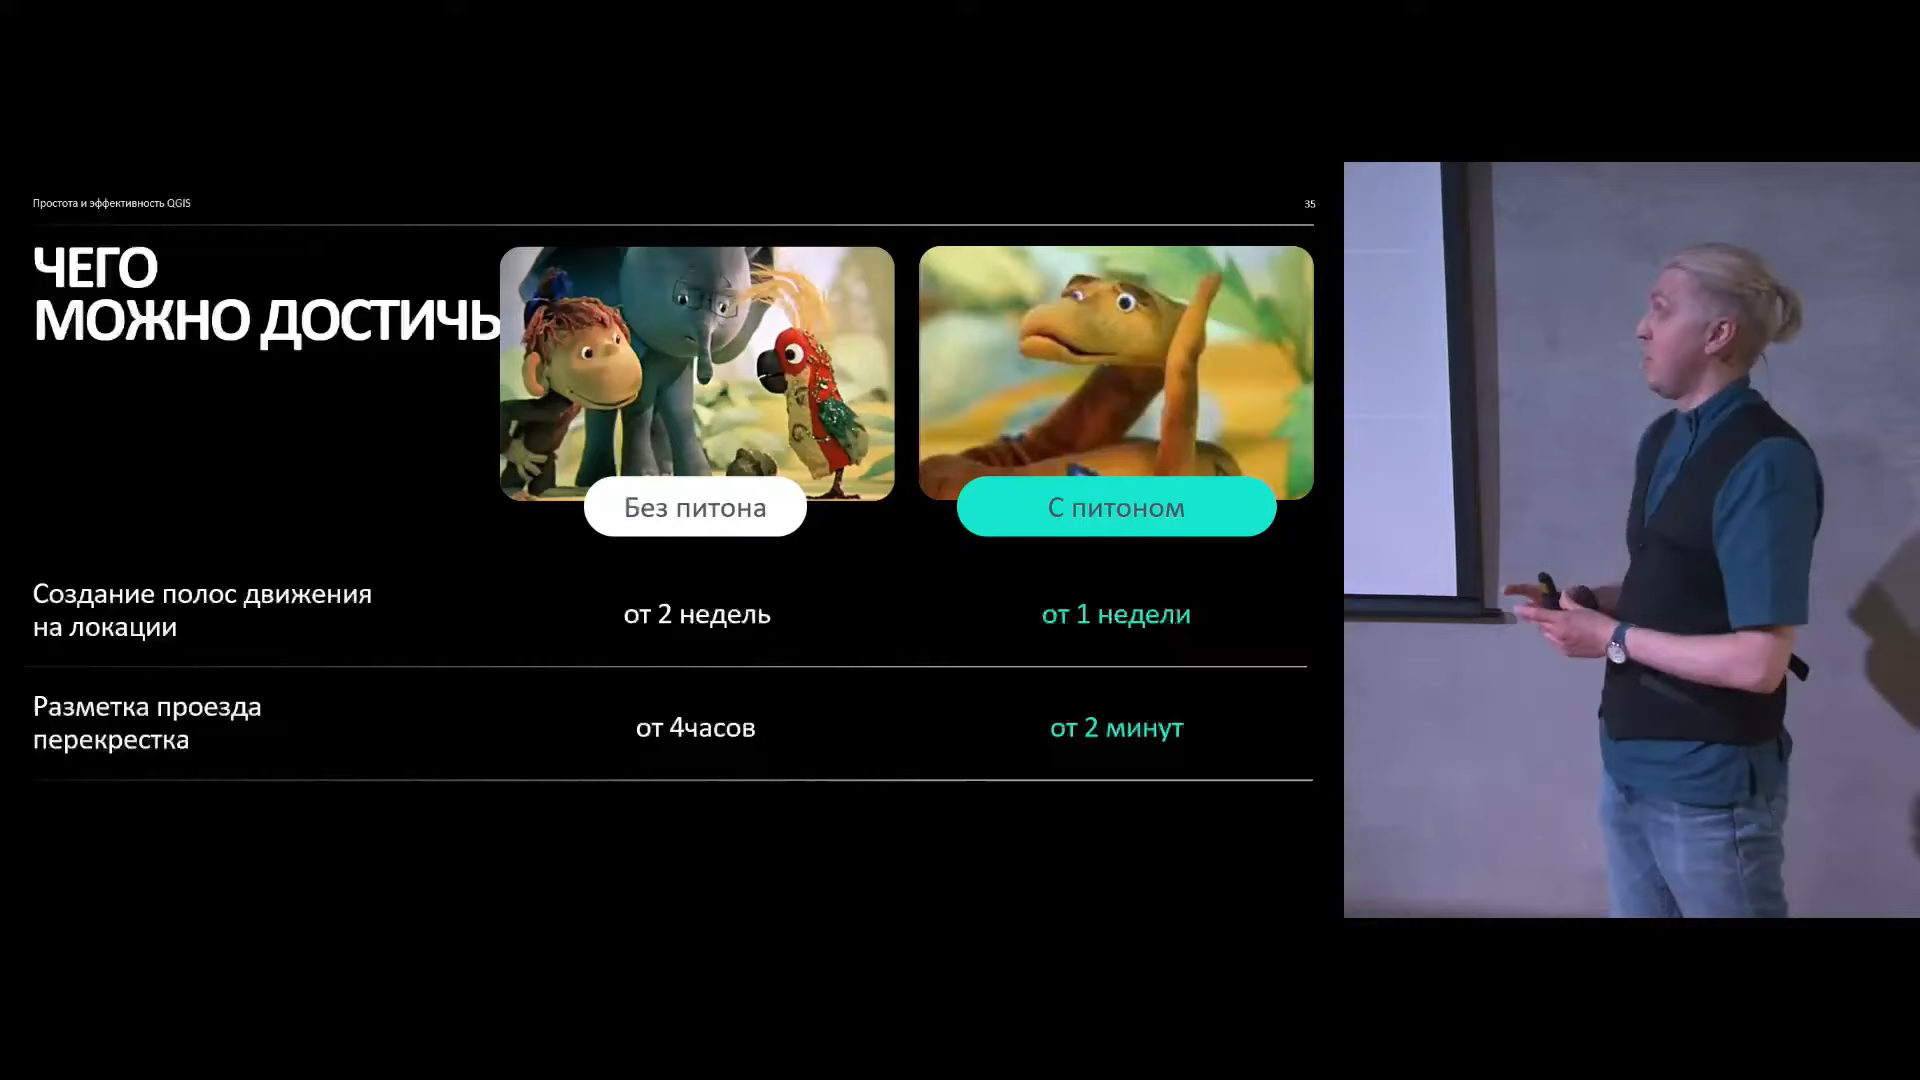 Простота и эффективность QGIS
35
ЧЕГО
МОЖНО ДОСТИЧЬ
Без питона
С питоном
Создание полос движения
на локации
от 2 недель
от 1 недели
Разметка проезда
перекрестка
от 4часов
от 2 минут